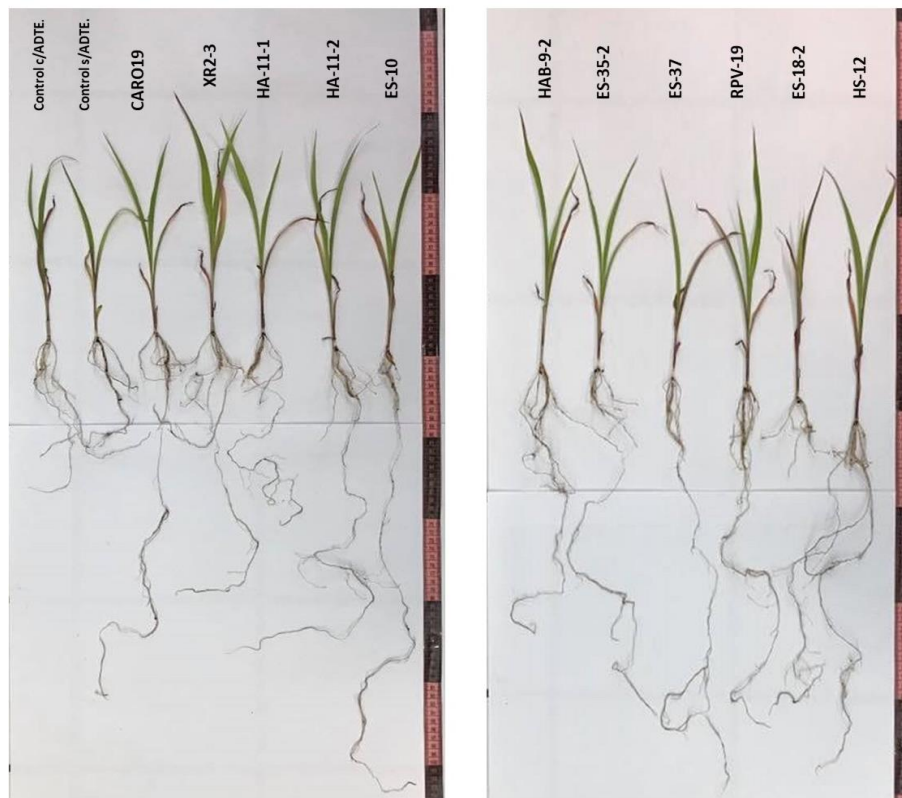 Control c/ADTE.
Control s/ADTE.
CARO19
XR2-3
HA-11-1
HA-11-2
ES-10
HAB-9-2
ES-35-2
ES-37
RPV-19
ES-18-2
HS-12